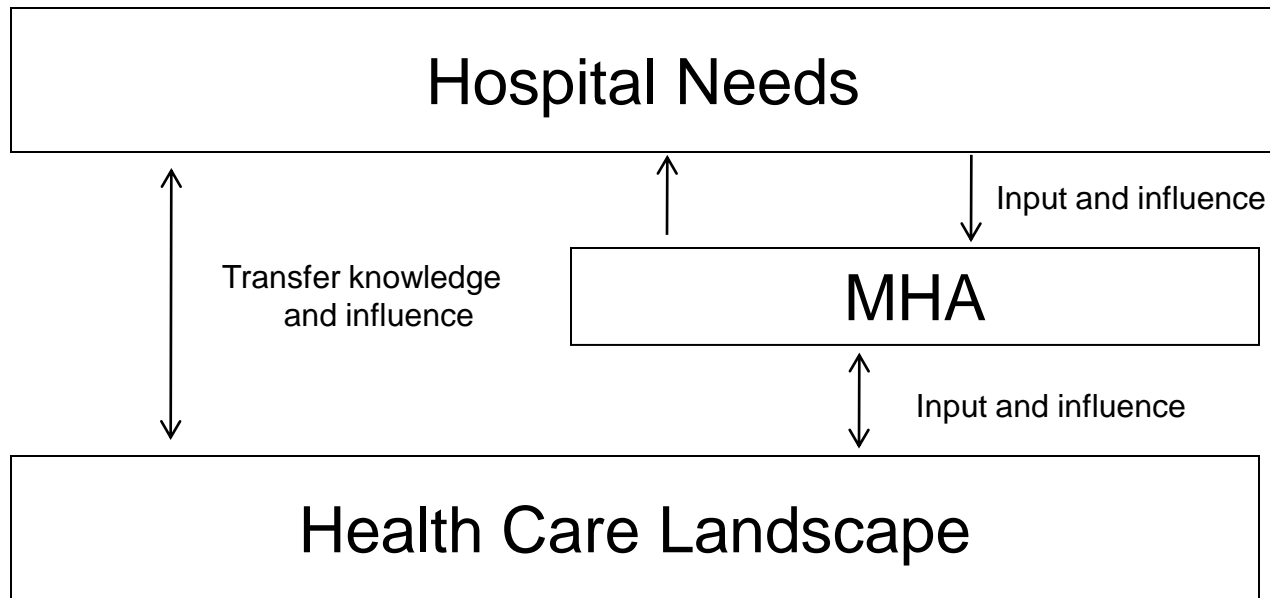 Hospital Needs
Input and influence
Transfer knowledge
and influence
MHA
Input and influence
Health Care Landscape